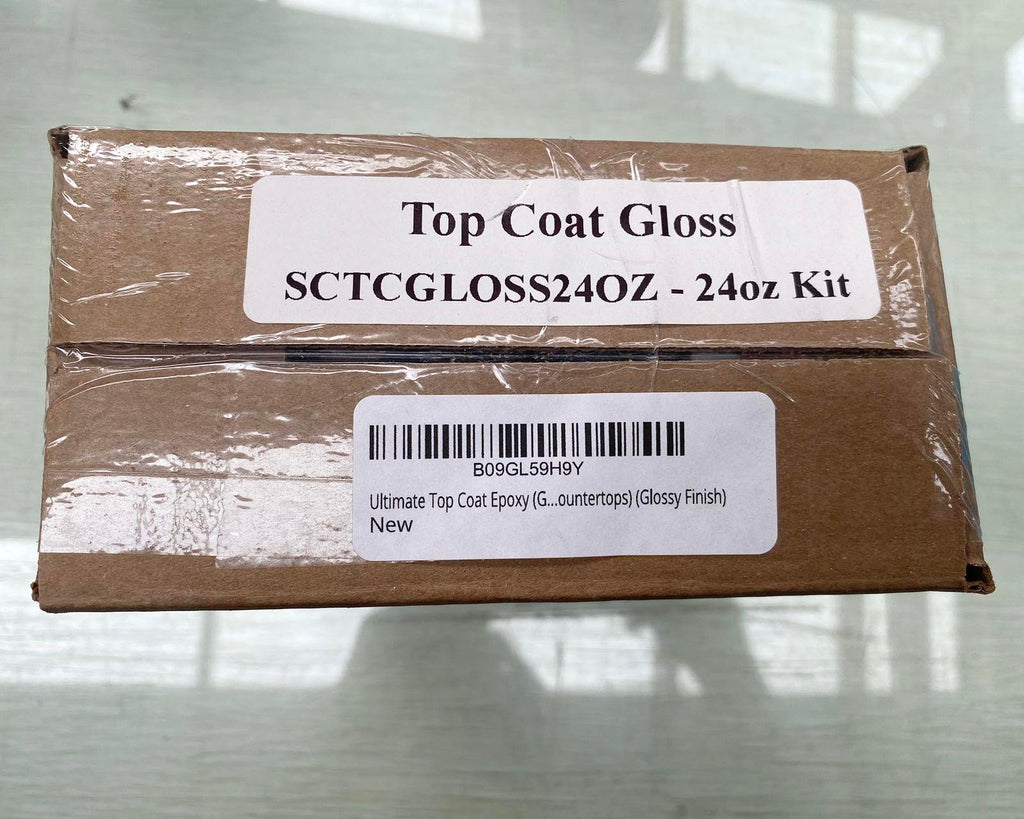 Top Coat Gloss
SCTCGLOSS24OZ - 24oz Kit
B09GL59H9Y
Ultimate Top Coat Epoxy (G...ountertops) (Glossy Finish)
New